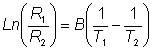 Ln(R₁/R₂) = B(1/T₁ - 1/T₂)